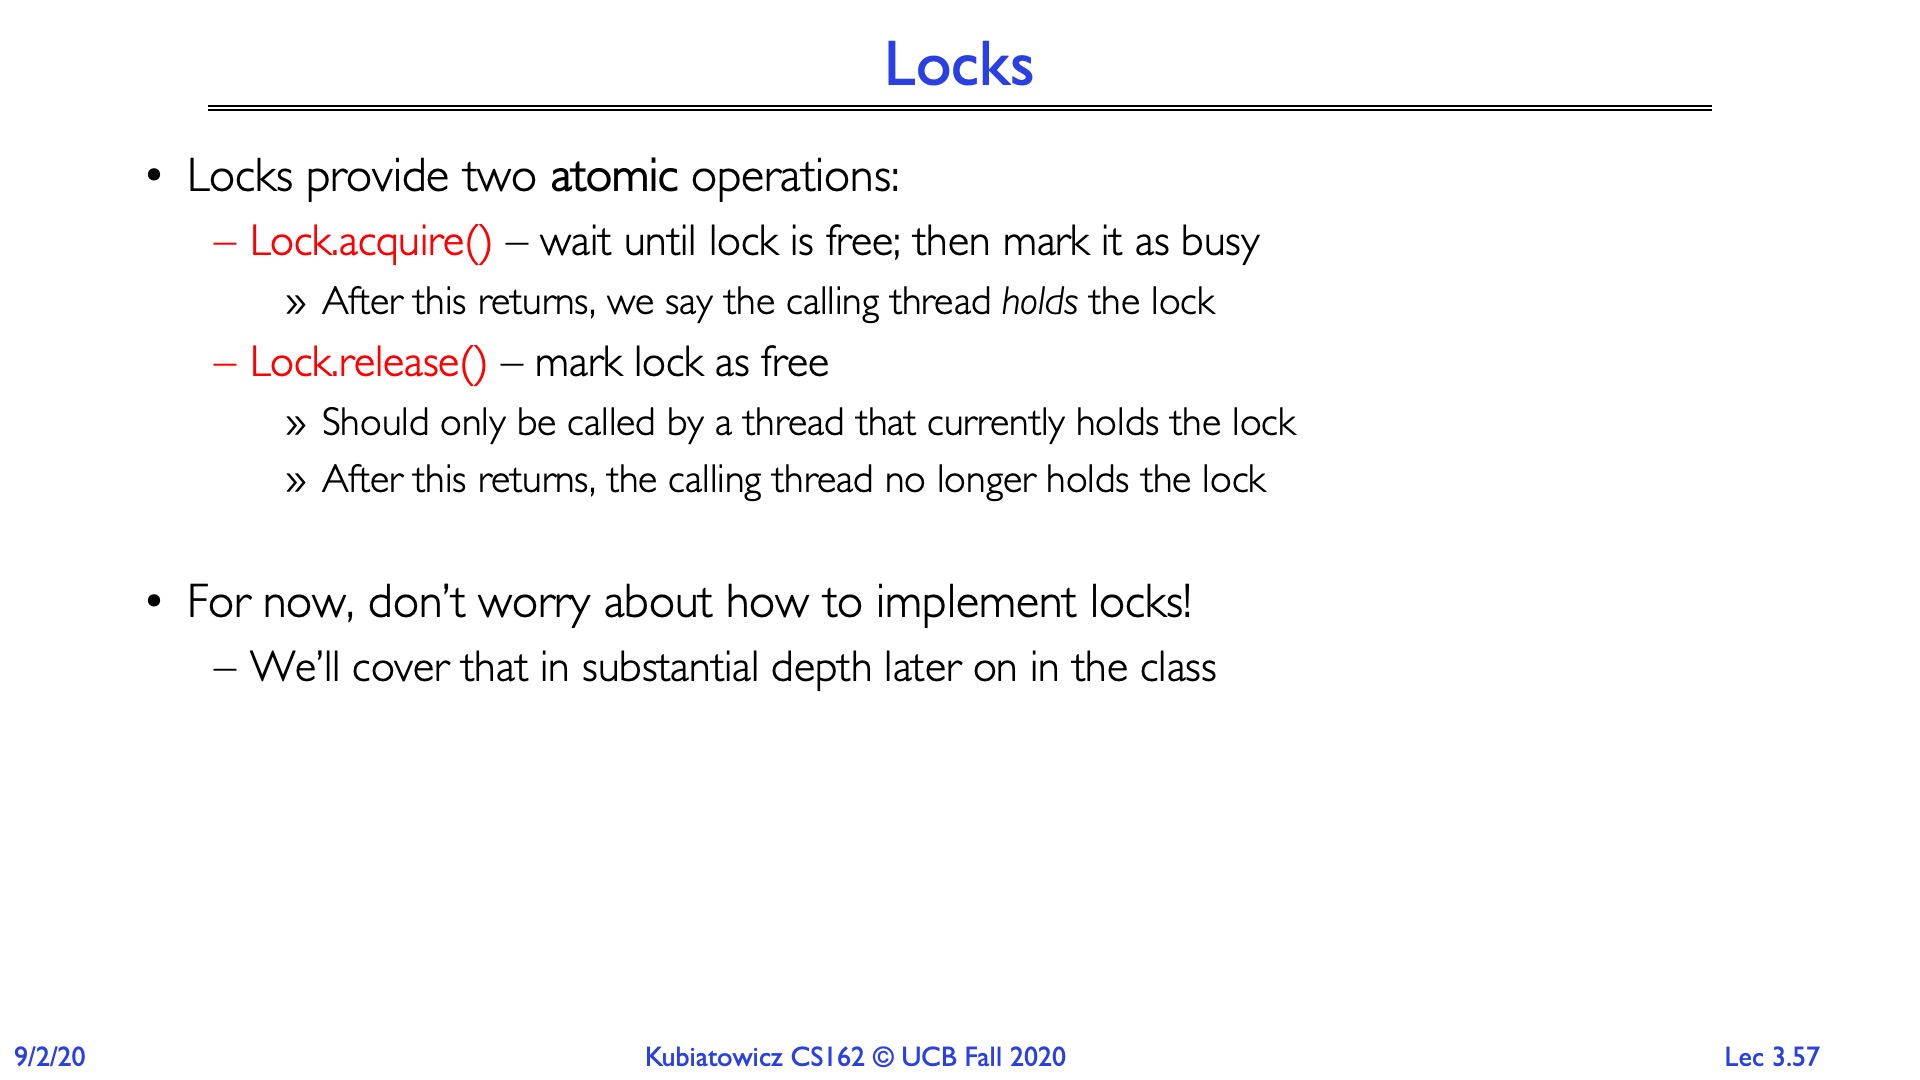 Locks
• Locks provide two atomic operations:
– Lock.acquire() – wait until lock is free; then mark it as busy
» After this returns, we say the calling thread holds the lock
– Lock.release() – mark lock as free
» Should only be called by a thread that currently holds the lock
» After this returns, the calling thread no longer holds the lock
• For now, don’t worry about how to implement locks!
– We’ll cover that in substantial depth later on in the class
9/2/20
Kubiatowicz CS162 © UCB Fall 2020
Lec 3.57